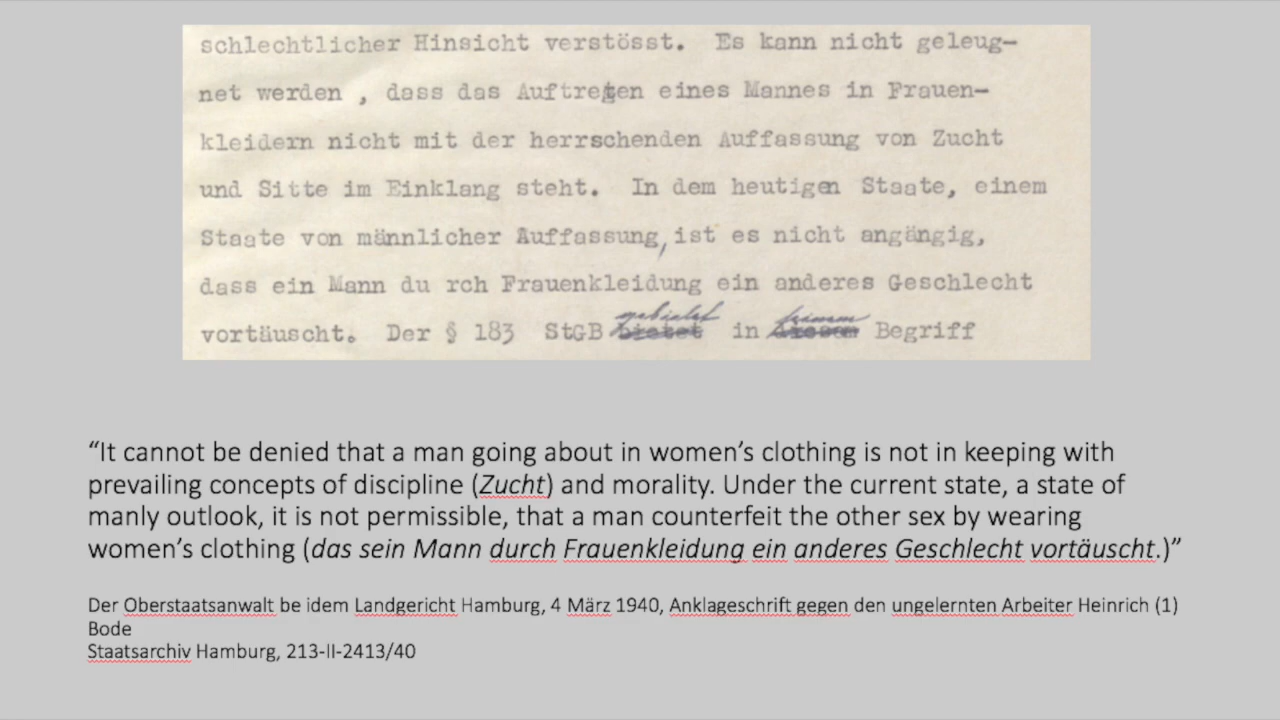 schlechtlicher Hinsicht verstösst. Es kann nicht geleug-
net werden , dass das Auftreten eines Mannes in Frauen-
kleidern nicht mit der herrschenden Auffassung von Zucht
und Sitte im Einklang steht. In dem heutigen Staate, einem
Staate von männlicher Auffassung, ist es nicht angängig,
dass ein Mann du rch Frauenkleidung ein anderes Geschlecht
vortäuscht. Der § 183 StGB bietet in Begriff
“It cannot be denied that a man going about in women’s clothing is not in keeping with
prevailing concepts of discipline (Zucht) and morality. Under the current state, a state of
manly outlook, it is not permissible, that a man counterfeit the other sex by wearing
women’s clothing (das sein Mann durch Frauenkleidung ein anderes Geschlecht vortäuscht.)”
Der Oberstaatsanwalt be idem Landgericht Hamburg, 4 März 1940, Anklageschrift gegen den ungelernten Arbeiter Heinrich (1)
Bode
Staatsarchiv Hamburg, 213-II-2413/40